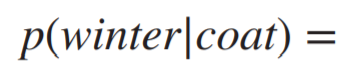 p(winter|coat) =